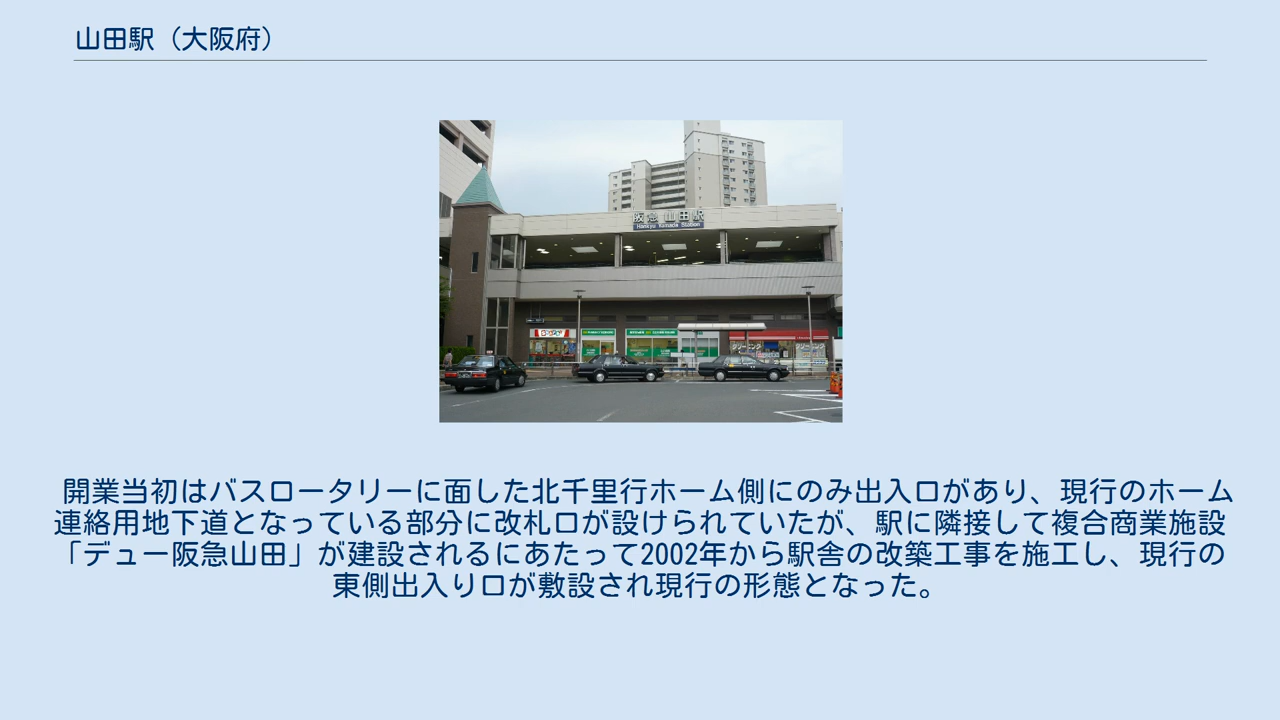 山田駅（大阪府）
阪急 山田駅
Hankyu Yamada Station
開業当初はバスロータリーに面した北千里行ホーム側にのみ出入口があり、現行のホーム
連絡用地下道となっている部分に改札口が設けられていたが、駅に隣接して複合商業施設
「デュー阪急山田」が建設されるにあたって2002年から駅舎の改築工事を施工し、現行の
東側出入り口が敷設され現行の形態となった。